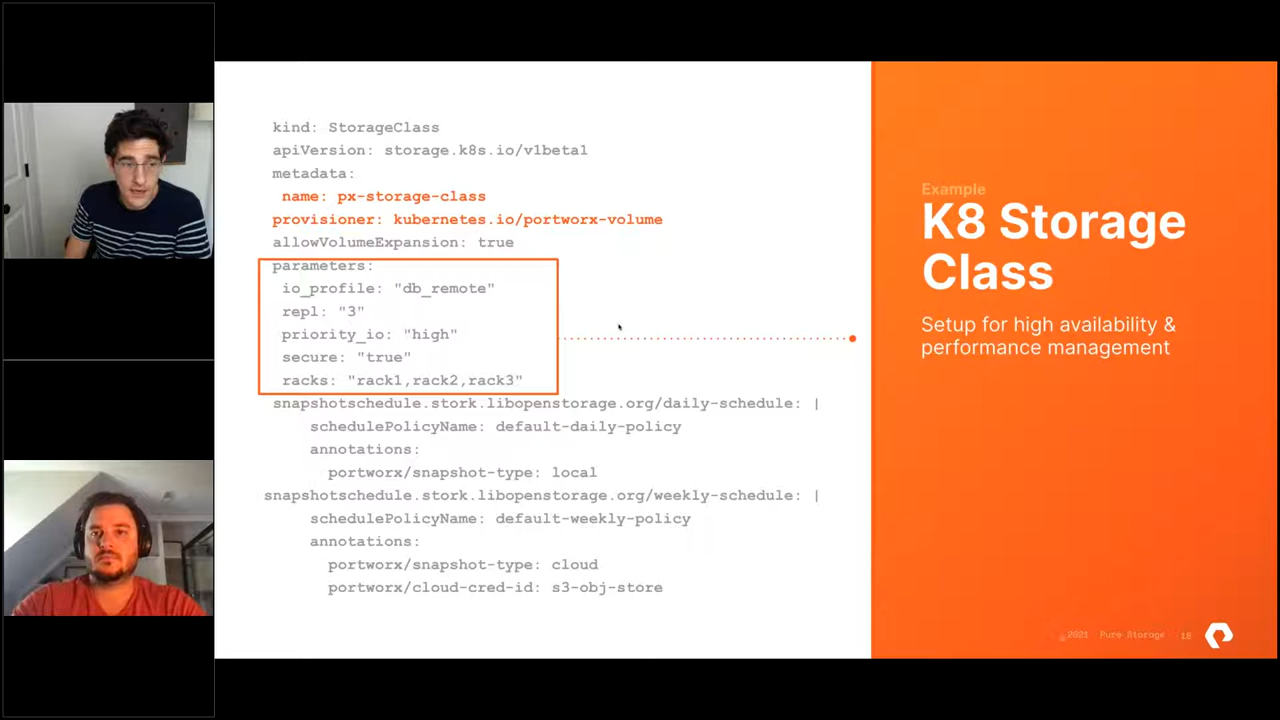 kind: StorageClass
apiVersion: storage.k8s.io/v1beta1
metadata:
name: px-storage-class
provisioner: kubernetes.io/portworx-volume
allowVolumeExpansion: true
parameters:
io_profile: "db_remote"
repl: "3"
priority_io: "high"
secure: "true"
racks: "rack1,rack2,rack3"
snapshotschedule.stork.libopenstorage.org/daily-schedule: |
schedulePolicyName: default-daily-policy
annotations:
portworx/snapshot-type: local
snapshotschedule.stork.libopenstorage.org/weekly-schedule: |
schedulePolicyName: default-weekly-policy
annotations:
portworx/snapshot-type: cloud
portworx/cloud-cred-id: s3-obj-store
Example
K8 Storage
Class
Setup for high availability &
performance management
©2021 Pure Storage 18